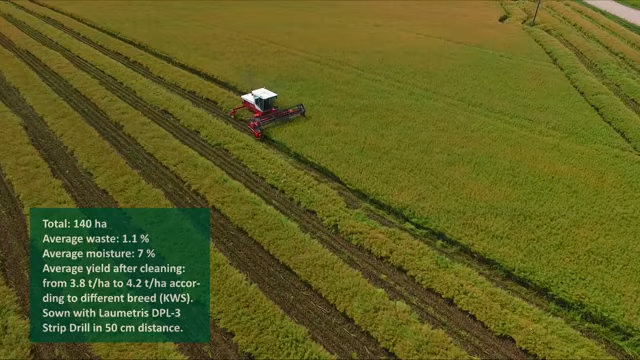 Total: 140 ha
Average waste: 1.1 %
Average moisture: 7 %
Average yield after cleaning:
from 3.8 t/ha to 4.2 t/ha accor-
ding to different breed (KWS).
Sown with Laumetris DPL-3
Strip Drill in 50 cm distance.